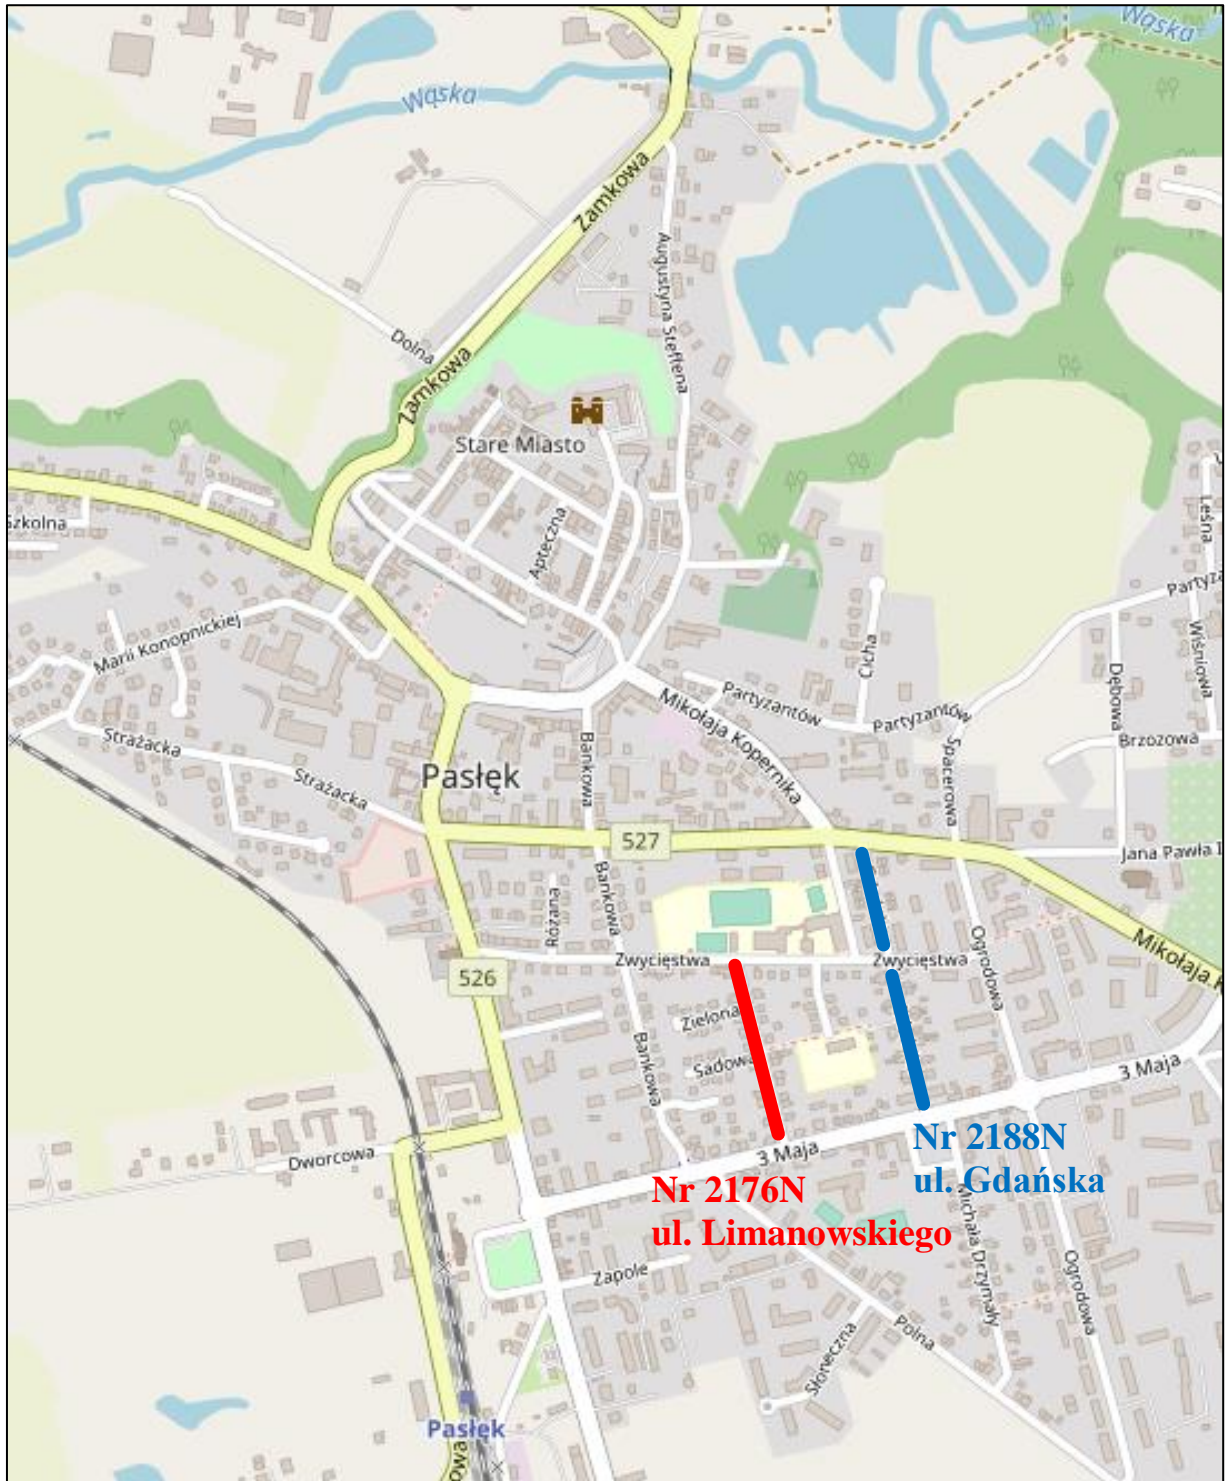 Wąska
Wąska
Zamkowa
Augustyna Steffena
Dolna
Zamkowa
Stare Miasto
Szkolna
Apteczna
Leśna
Marii Konopnickiej
Cicha
Wiśniowa
Dębowa
Partyzantów
Partyzantów
Mikołaja Kopernika
Strażacka
Bankowa
Spacerowa
Brzozowa
Strażacka
Pasłęk
527
Jana Pawła I
Różana
Bankowa
Ogrodowa
Zwycięstwa
Zwycięstwa
526
Zielona
Bankowa
Sadowa
3 Maja
Dworcowa
3 Maja
Nr 2188N
ul. Gdańska
Nr 2176N
ul. Limanowskiego
Michała Drzymały
Zapole
Ogrodowa
Polna
Słoneczna
Pasłęk